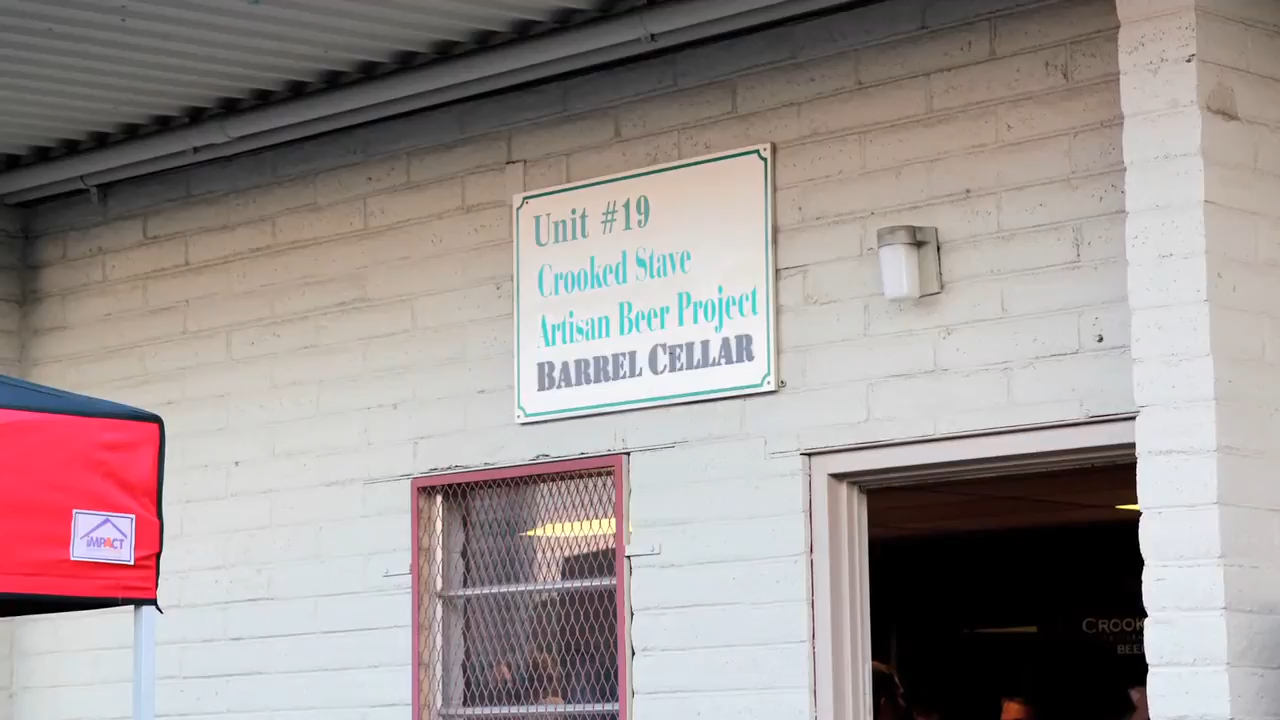 Unit #19
Crooked Stave
Artisan Beer Project
BARREL CELLAR
iMPACT
CROOK
BEE